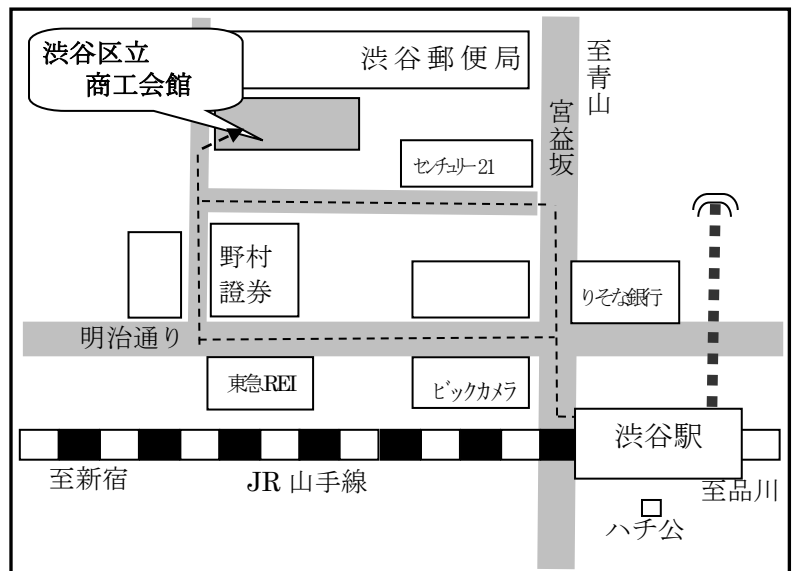 渋谷区立
商工会館
渋谷郵便局
至青山
宮益坂
センチュリー21
野村
證券
りそな銀行
明治通り
東急REI
ビックカメラ
渋谷駅
至新宿
JR 山手線
至品川
ハチ公